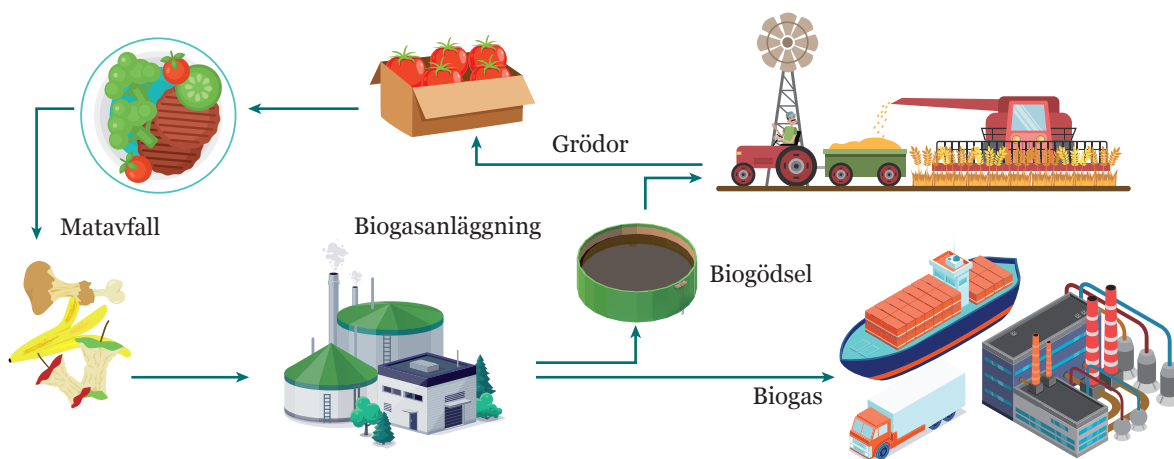 Grödor
Matavfall
Biogasanläggning
Biogödsel
Biogas